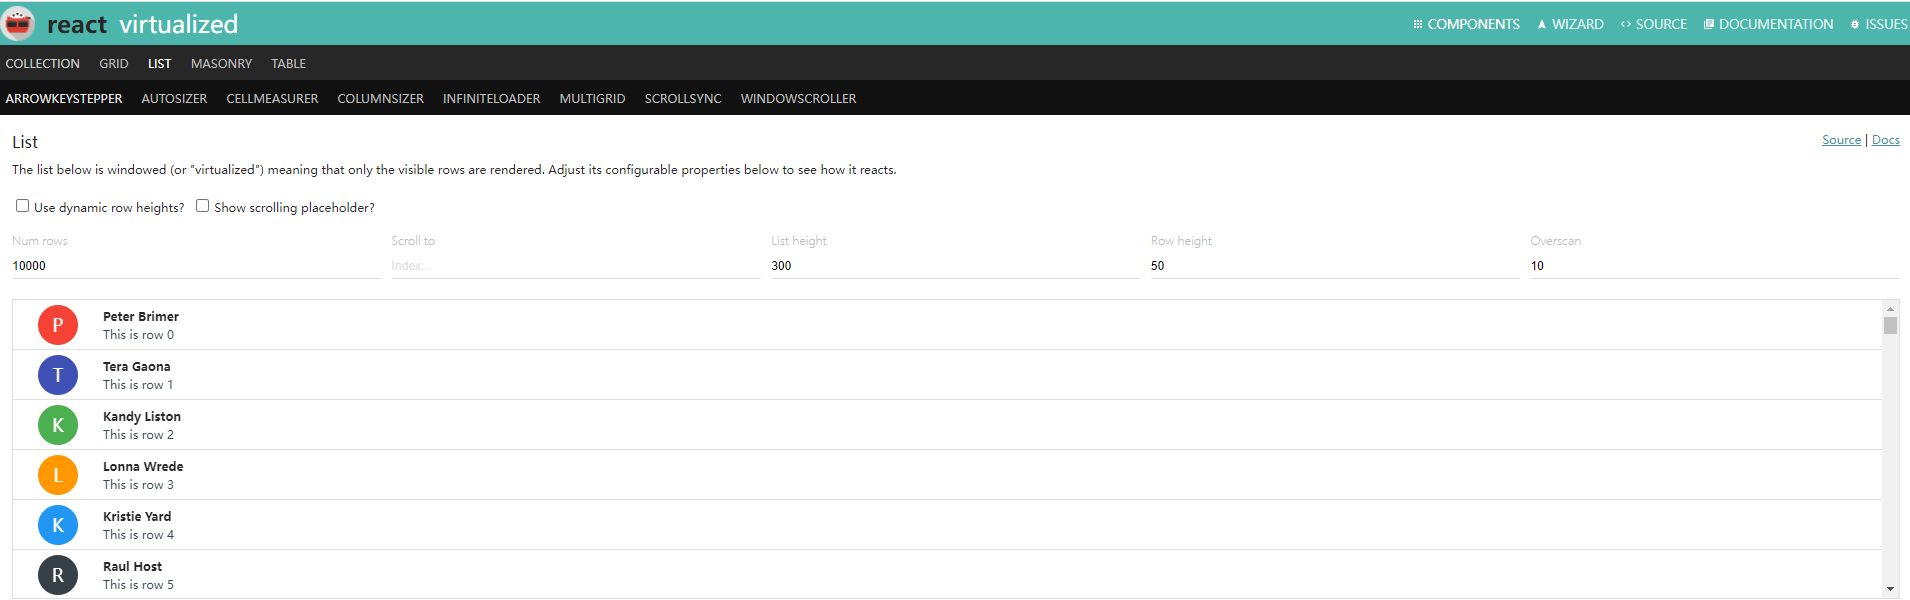 react virtualized COMPONENTS WIZARD SOURCE DOCUMENTATION ISSUES
COLLECTION GRID LIST MASONRY TABLE
ARROWKEYSTEPPER AUTOSIZER CELLMEASURER COLUMNSIZER INFINITELOADER MULTIGRID SCROLLSYNC WINDOWSCROLLER
List Source | Docs
The list below is windowed (or "virtualized") meaning that only the visible rows are rendered. Adjust its configurable properties below to see how it reacts.
Use dynamic row heights? Show scrolling placeholder?
Num rows Scroll to List height Row height Overscan
10000 Index... 300 50 10
P Peter Brimer
This is row 0
T Tera Gaona
This is row 1
K Kandy Liston
This is row 2
L Lonna Wrede
This is row 3
K Kristie Yard
This is row 4
R Raul Host
This is row 5